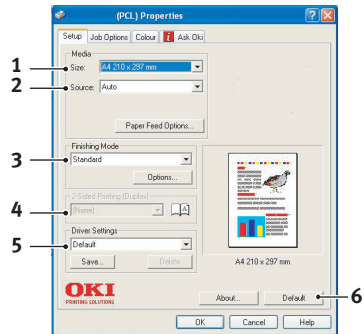 (PCL) Properties
Setup Job Options Colour Ask Oki
Media
1 Size: A4 210 x 297 mm
2 Source: Auto
Paper Feed Options...
Finishing Mode
3 Standard
Options...
2-Sided Printing (Duplex)
4 (None) A
Driver Settings
5 Default
Save... Delete
A4 210 x 297 mm
OKI
PRINTING SOLUTIONS
About... Default 6
OK Cancel Help